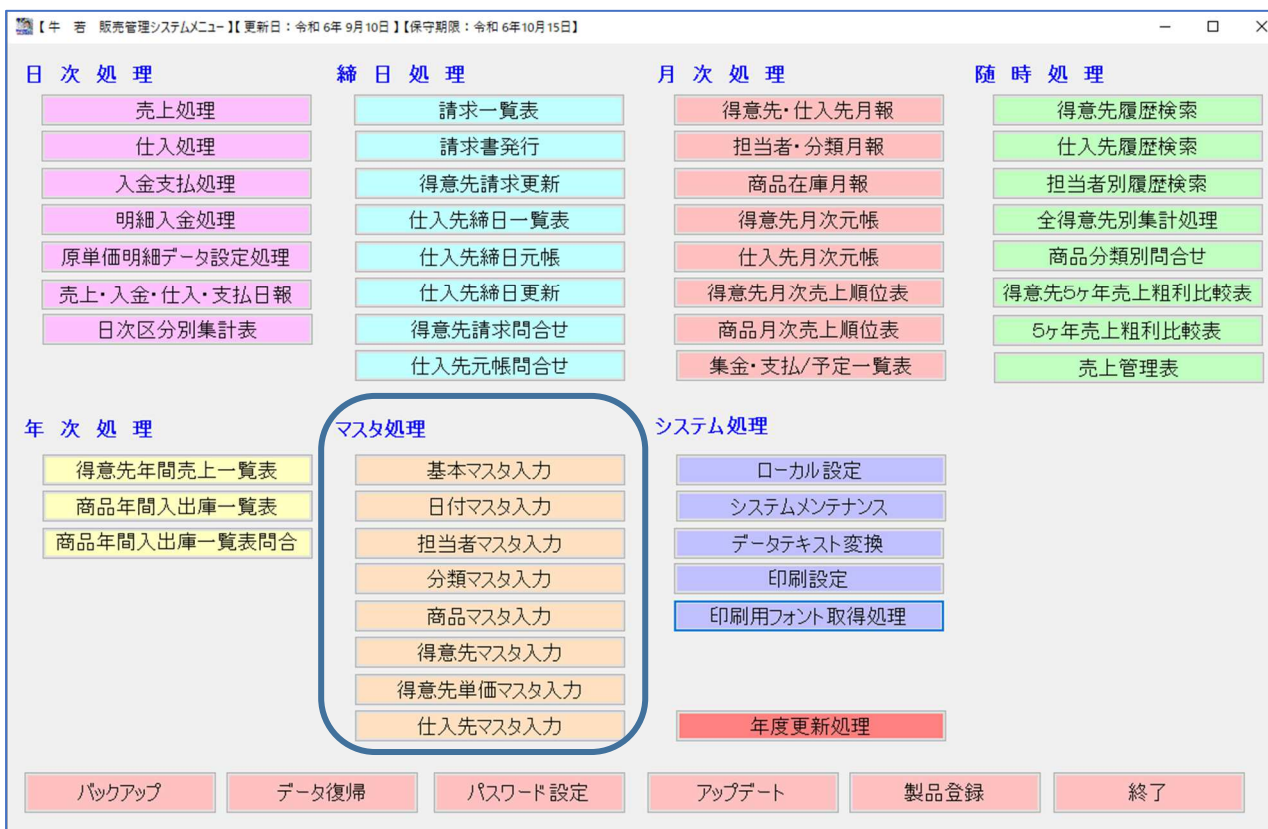 【 牛　若　販売管理システムメニュー 】【 更新日：令和 6年 9月10日 】【保守期限：令和 6年10月15日】
日 次 処 理
売上処理
仕入処理
入金支払処理
明細入金処理
原単価明細データ設定処理
売上・入金・仕入・支払日報
日次区分別集計表
締 日 処 理
請求一覧表
請求書発行
得意先請求更新
仕入先締日一覧表
仕入先締日元帳
仕入先締日更新
得意先請求問合せ
仕入先元帳問合せ
月 次 処 理
得意先・仕入先月報
担当者・分類月報
商品在庫月報
得意先月次元帳
仕入先月次元帳
得意先月次売上順位表
商品月次売上順位表
集金・支払/予定一覧表
随 時 処 理
得意先履歴検索
仕入先履歴検索
担当者別履歴検索
全得意先別集計処理
商品分類別問合せ
得意先5ヶ年売上粗利比較表
5ヶ年売上粗利比較表
売上管理表
年 次 処 理
得意先年間売上一覧表
商品年間入出庫一覧表
商品年間入出庫一覧表問合
マスタ処理
基本マスタ入力
日付マスタ入力
担当者マスタ入力
分類マスタ入力
商品マスタ入力
得意先マスタ入力
得意先単価マスタ入力
仕入先マスタ入力
システム処理
ローカル設定
システムメンテナンス
データテキスト変換
印刷設定
印刷用フォント取得処理
年度更新処理
バックアップ
データ復帰
パスワード設定
アップデート
製品登録
終了